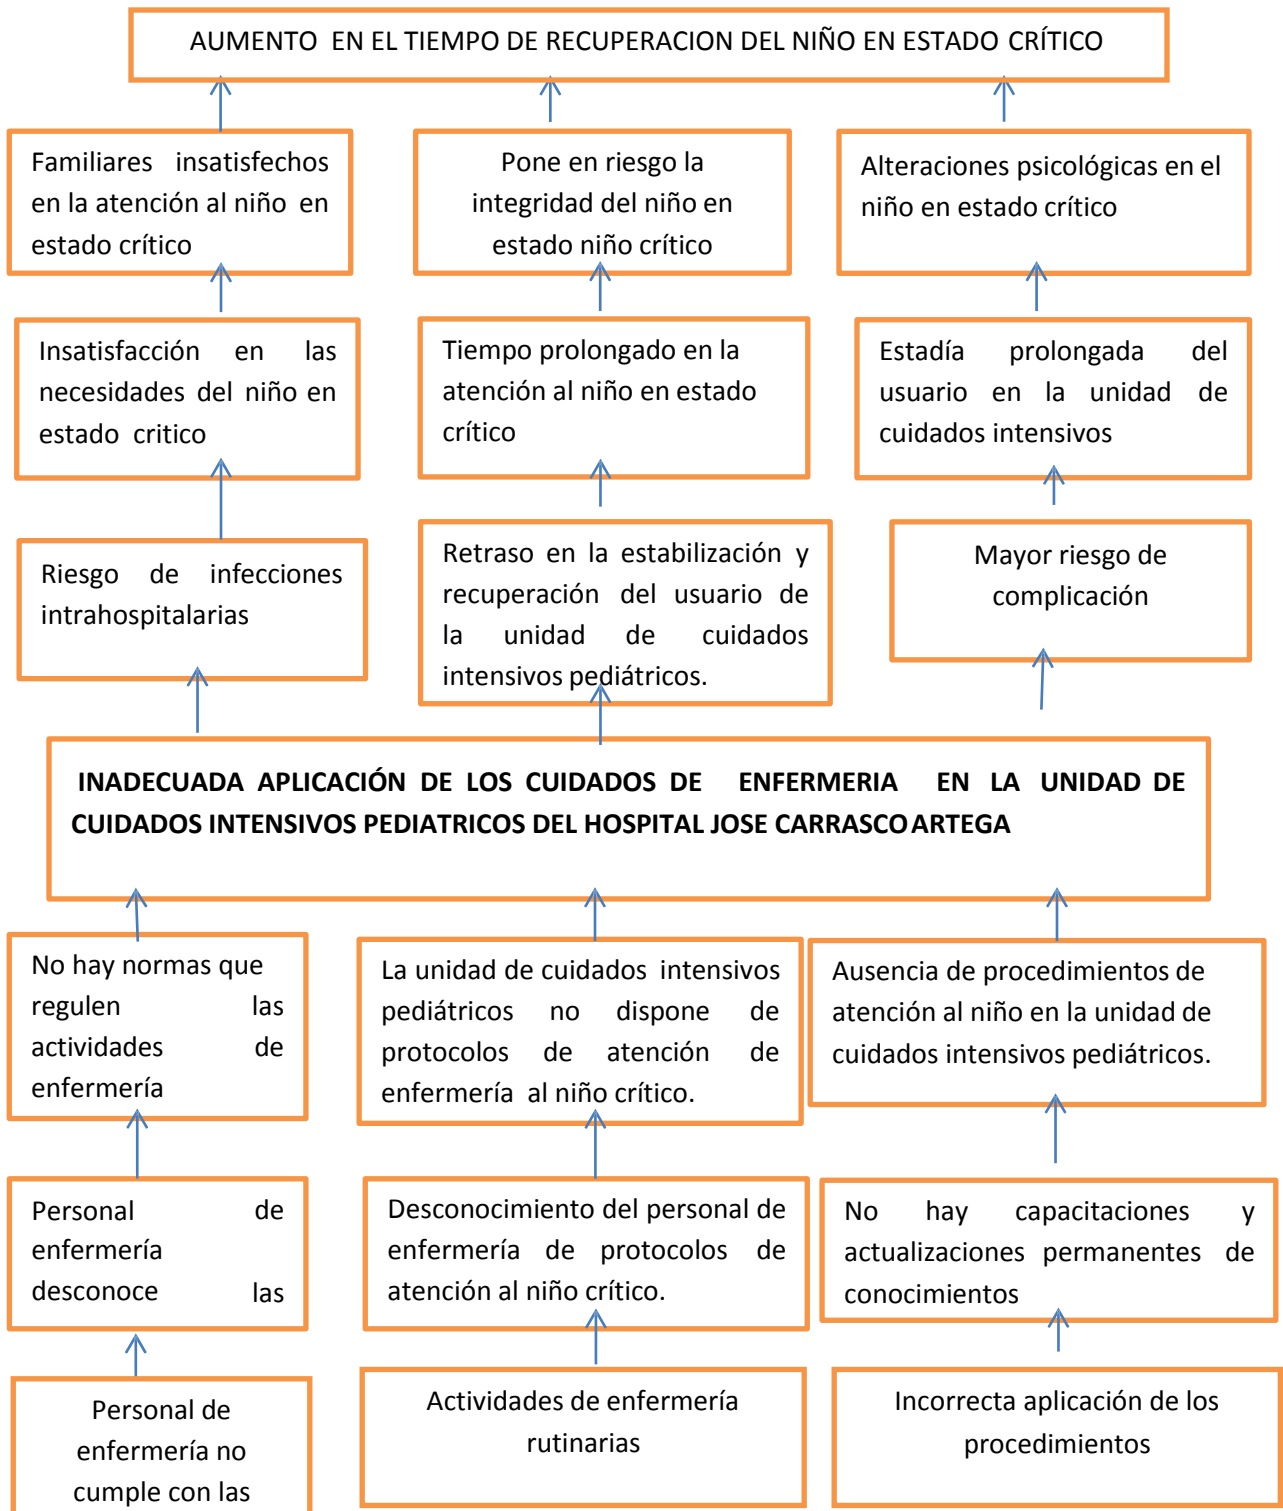 AUMENTO EN EL TIEMPO DE RECUPERACION DEL NIÑO EN ESTADO CRÍTICO
Familiares insatisfechos
en la atención al niño en
estado crítico
Pone en riesgo la
integridad del niño en
estado niño crítico
Alteraciones psicológicas en el
niño en estado crítico
Insatisfacción en las
necesidades del niño en
estado critico
Tiempo prolongado en la
atención al niño en estado
crítico
Estadía prolongada del
usuario en la unidad de
cuidados intensivos
Riesgo de infecciones
intrahospitalarias
Retraso en la estabilización y
recuperación del usuario de
la unidad de cuidados
intensivos pediátricos.
Mayor riesgo de
complicación
INADECUADA APLICACIÓN DE LOS CUIDADOS DE ENFERMERIA EN LA UNIDAD DE
CUIDADOS INTENSIVOS PEDIATRICOS DEL HOSPITAL JOSE CARRASCO ARTEGA
No hay normas que
regulen las
actividades de
enfermería
La unidad de cuidados intensivos
pediátricos no dispone de
protocolos de atención de
enfermería al niño crítico.
Ausencia de procedimientos de
atención al niño en la unidad de
cuidados intensivos pediátricos.
Personal de
enfermería
desconoce las
Desconocimiento del personal de
enfermería de protocolos de
atención al niño crítico.
No hay capacitaciones y
actualizaciones permanentes de
conocimientos
Personal de
enfermería no
cumple con las
Actividades de enfermería
rutinarias
Incorrecta aplicación de los
procedimientos